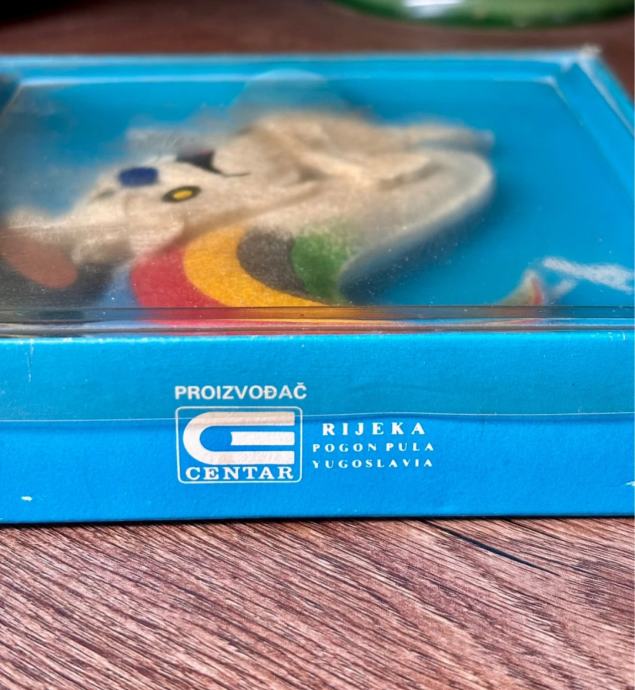 PROIZVOĐAČ
CENTAR
RIJEKA
POGON PULA
YUGOSLAVIA